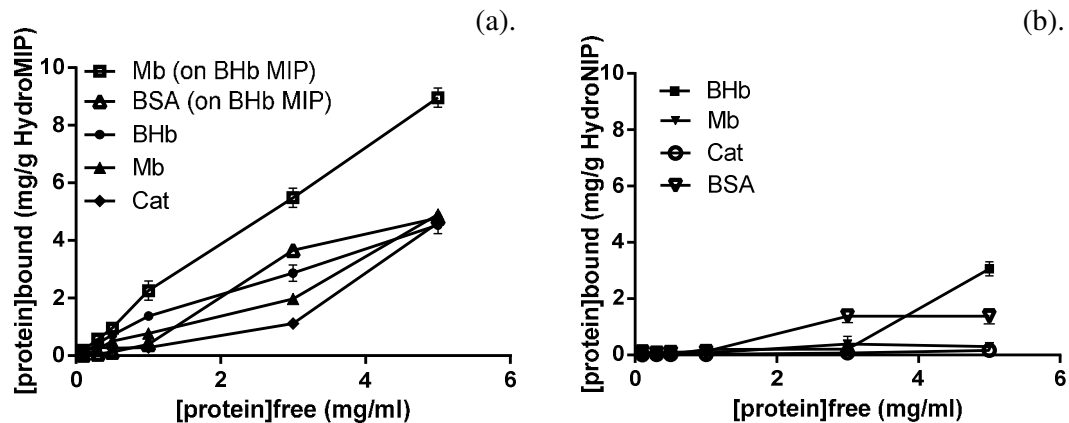 (a).
[protein]bound (mg/g HydroMIP)
10
8
6
4
2
0
Mb (on BHb MIP)
BSA (on BHb MIP)
BHb
Mb
Cat
0
2
4
6
[protein]free (mg/ml)
(b).
[protein]bound (mg/g HydroNIP)
10
8
6
4
2
0
BHb
Mb
Cat
BSA
0
2
4
6
[protein]free (mg/ml)